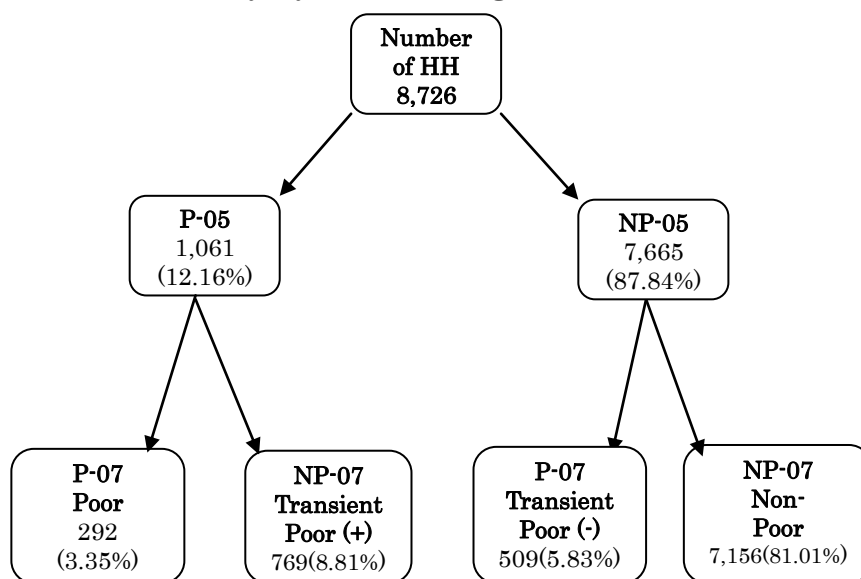 Number
of HH
8,726
P-05
1,061
(12.16%)
NP-05
7,665
(87.84%)
P-07
Poor
292
(3.35%)
NP-07
Transient
Poor (+)
769(8.81%)
P-07
Transient
Poor (-)
509(5.83%)
NP-07
Non-
Poor
7,156(81.01%)